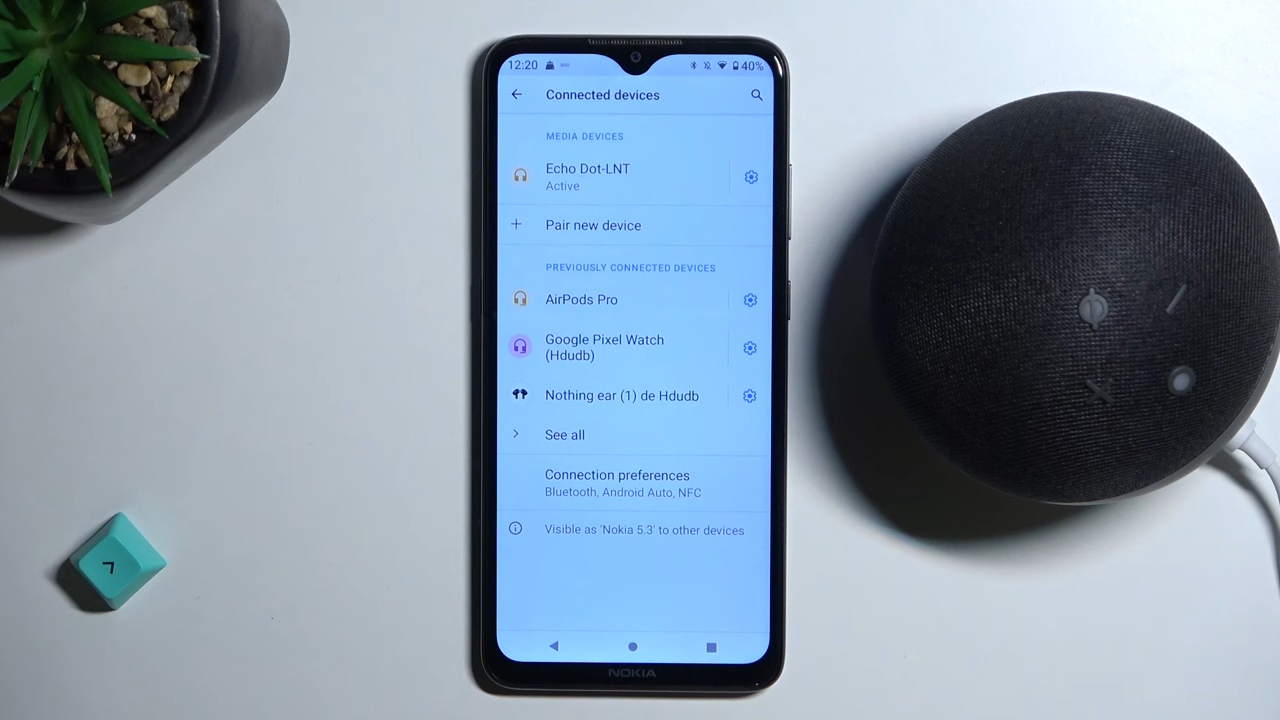 12:20
40%
Connected devices
MEDIA DEVICES
Echo Dot-LNT
Active
Pair new device
PREVIOUSLY CONNECTED DEVICES
AirPods Pro
Google Pixel Watch
(Hdudb)
Nothing ear (1) de Hdudb
See all
Connection preferences
Bluetooth, Android Auto, NFC
Visible as 'Nokia 5.3' to other devices
NOKIA